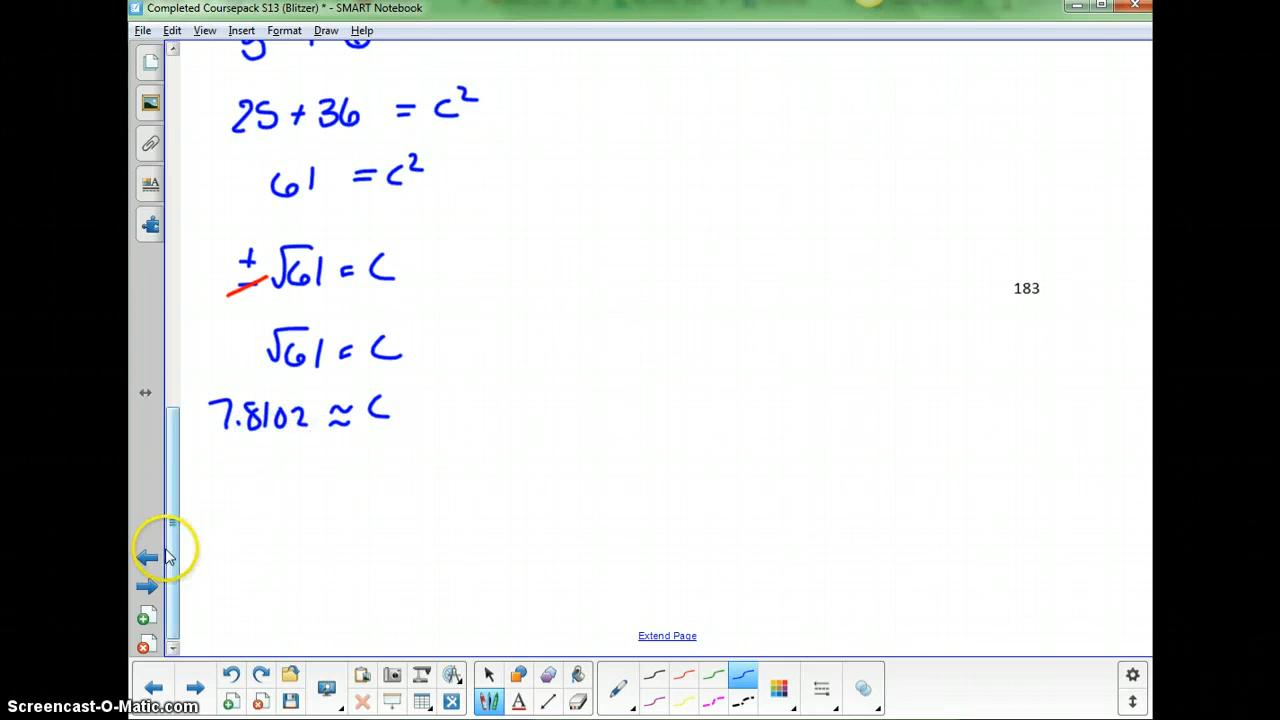 Completed Coursepack S13 (Blitzer) * - SMART Notebook
File Edit View Insert Format Draw Help
25 + 36 = c²
61 = c²
± √61 = c
183
√61 = c
7.8102 ≈ c
Extend Page
Screencast-O-Matic.com